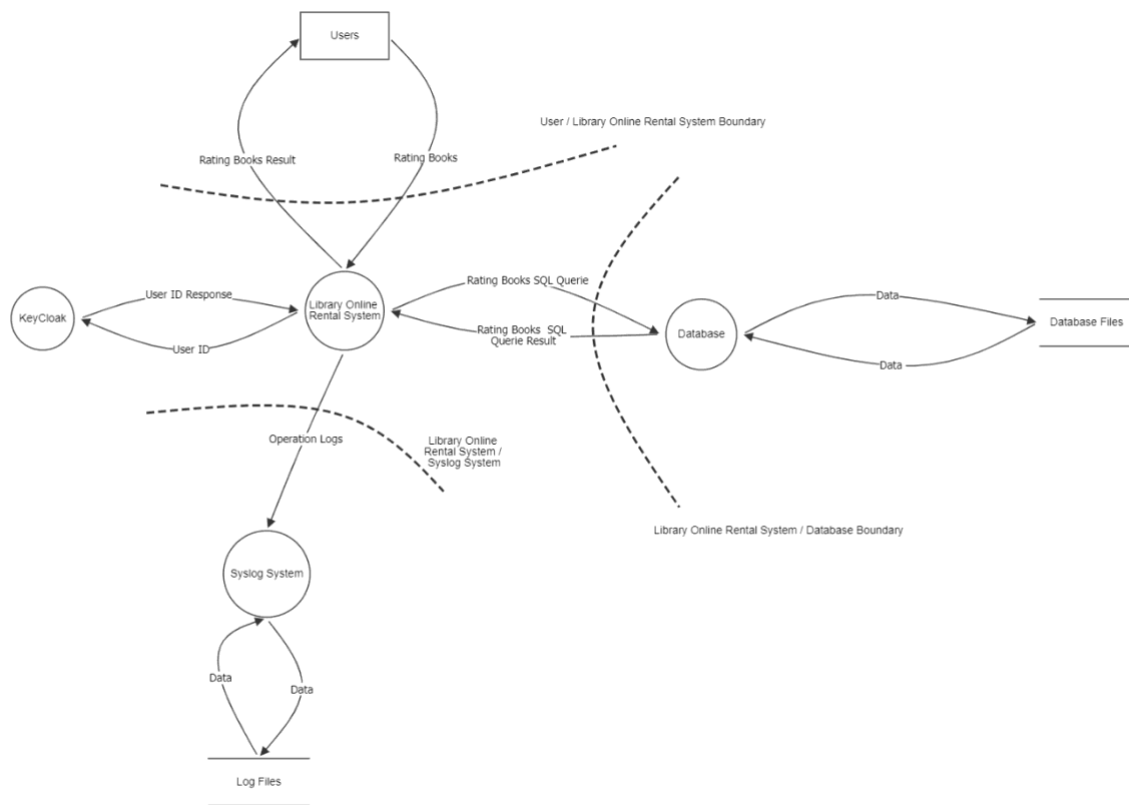 Users
User / Library Online Rental System Boundary
Rating Books Result
Rating Books
KeyCloak
User ID Response
User ID
Library Online
Rental System
Rating Books SQL Querie
Rating Books  SQL
Querie Result
Database
Data
Data
Database Files
Operation Logs
Library Online
Rental System /
Syslog System
Library Online Rental System / Database Boundary
Syslog System
Data
Data
Log Files